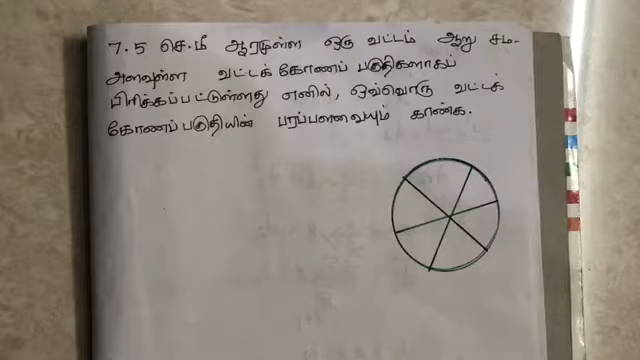 7.5 செ.மீ ஆரமுள்ள ஒரு வட்டம் ஆறு சம-
அளவுள்ள வட்டக் கோணப் பகுதிகளாகப்
பிரிக்கப்பட்டுள்ளது எனில், ஒவ்வொரு வட்டக்
கோணப் பகுதியின் பரப்பளவையும் காண்க.